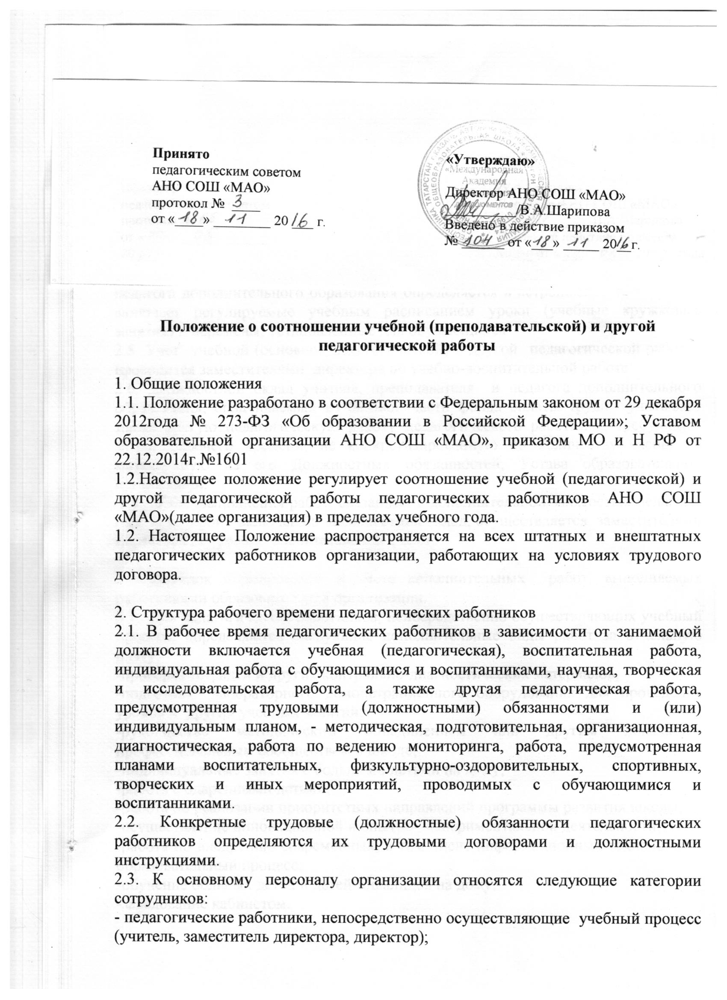 Принято
педагогическим советом
АНО СОШ «МАО»
протокол № 3
от «18» 11 2016 г.
«Утверждаю»
«Международная
Академия
Директор АНО СОШ «МАО»
/В.А.Шарипова
Введено в действие приказом
№ 104 от «18» 11 2016г.
Положение о соотношении учебной (преподавательской) и другой
педагогической работы
1. Общие положения
1.1. Положение разработано в соответствии с Федеральным законом от 29 декабря
2012года № 273-ФЗ «Об образовании в Российской Федерации»; Уставом
образовательной организации АНО СОШ «МАО», приказом МО и Н РФ от
22.12.2014г.№1601
1.2.Настоящее положение регулирует соотношение учебной (педагогической) и
другой педагогической работы педагогических работников АНО СОШ
«МАО»(далее организация) в пределах учебного года.
1.2. Настоящее Положение распространяется на всех штатных и внештатных
педагогических работников организации, работающих на условиях трудового
договора.
2. Структура рабочего времени педагогических работников
2.1. В рабочее время педагогических работников в зависимости от занимаемой
должности включается учебная (педагогическая), воспитательная работа,
индивидуальная работа с обучающимися и воспитанниками, научная, творческая
и исследовательская работа, а также другая педагогическая работа,
предусмотренная трудовыми (должностными) обязанностями и (или)
индивидуальным планом, - методическая, подготовительная, организационная,
диагностическая, работа по ведению мониторинга, работа, предусмотренная
планами воспитательных, физкультурно-оздоровительных, спортивных,
творческих и иных мероприятий, проводимых с обучающимися и
воспитанниками.
2.2. Конкретные трудовые (должностные) обязанности педагогических
работников определяются их трудовыми договорами и должностными
инструкциями.
2.3. К основному персоналу организации относятся следующие категории
сотрудников:
- педагогические работники, непосредственно осуществляющие учебный процесс
(учитель, заместитель директора, директор);